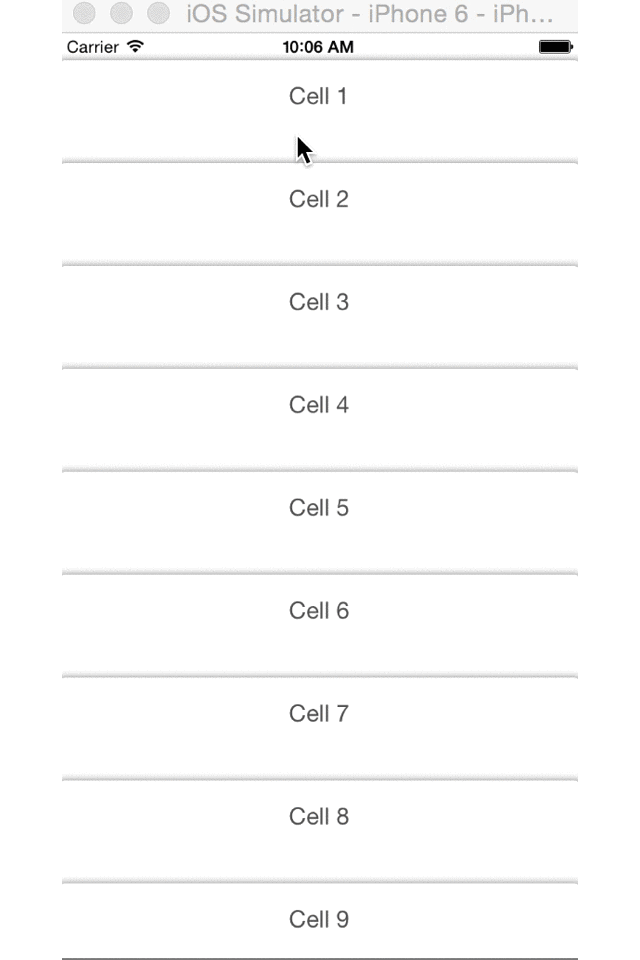 iOS Simulator - iPhone 6 - iPh...
Carrier 10:06 AM
Cell 1
Cell 2
Cell 3
Cell 4
Cell 5
Cell 6
Cell 7
Cell 8
Cell 9